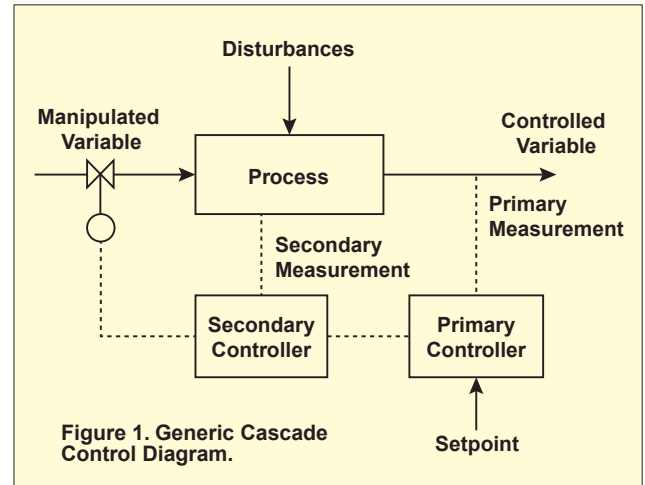 Disturbances
Manipulated
Variable
Controlled
Variable
Process
Primary
Measurement
Secondary
Measurement
Secondary
Controller
Primary
Controller
Figure 1. Generic Cascade
Control Diagram.
Setpoint